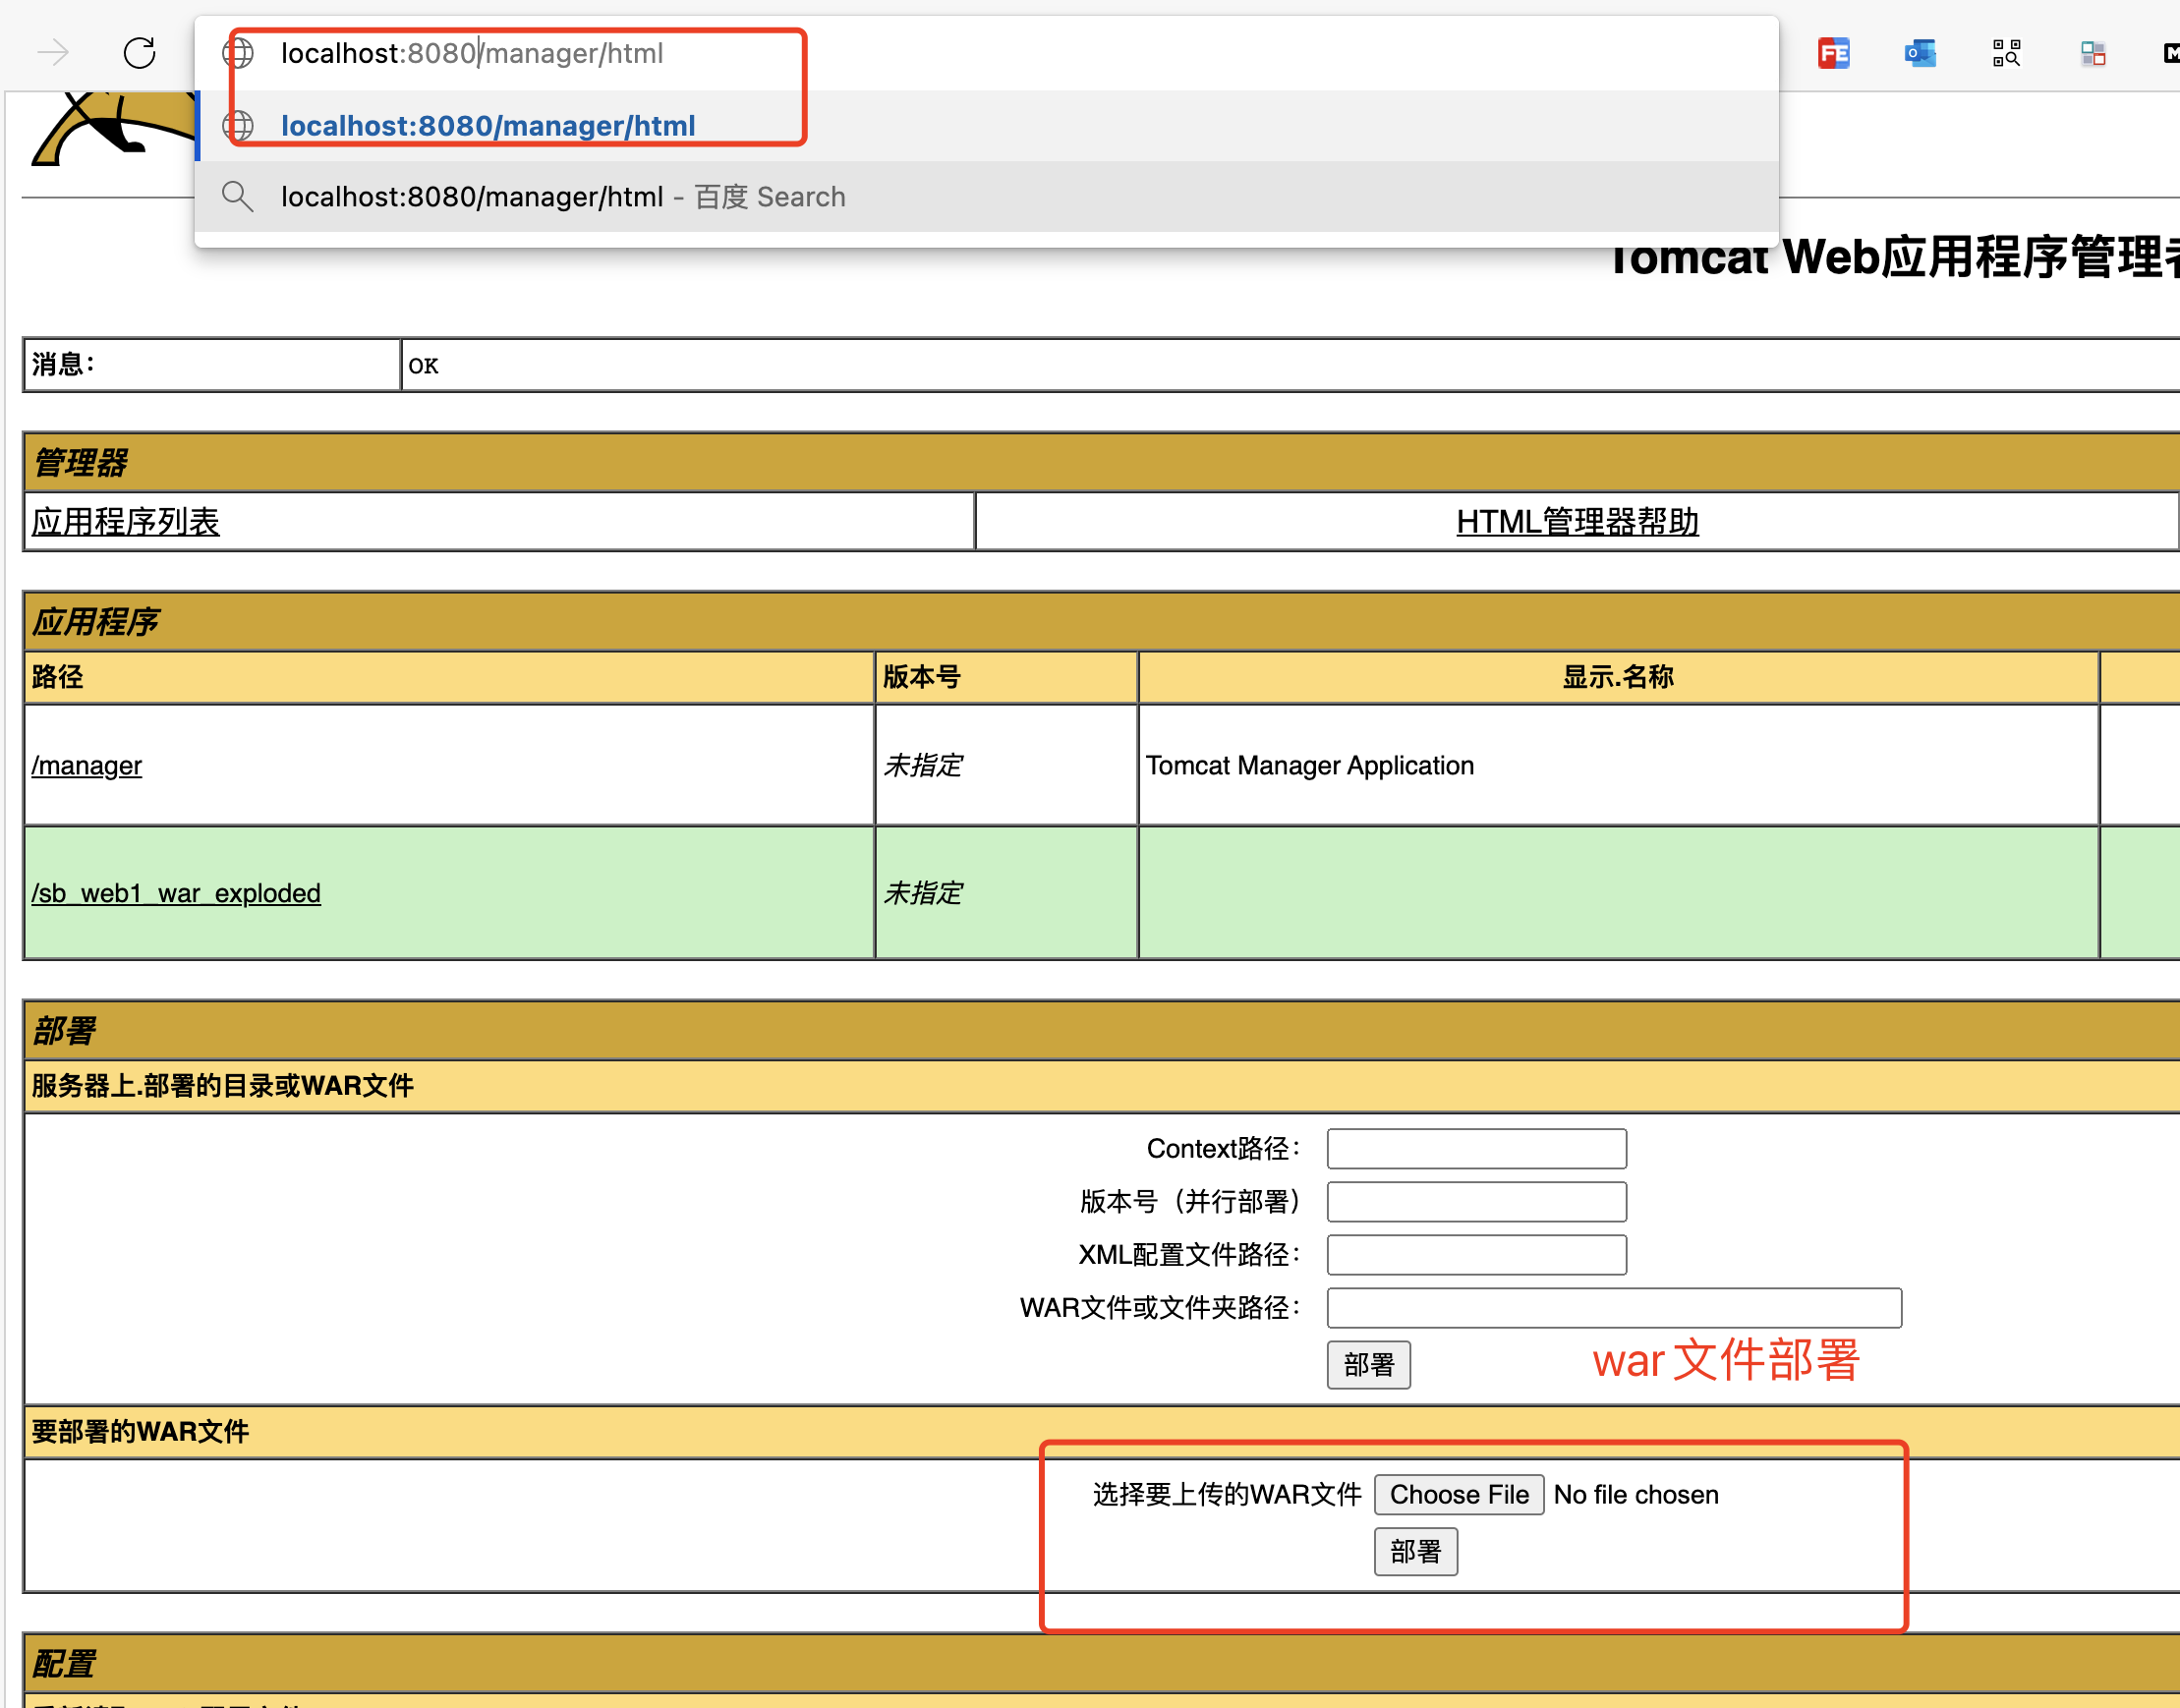 localhost:8080/manager/html
localhost:8080/manager/html
localhost:8080/manager/html - 百度 Search
FE
Tomcat Web应用程序管理者
消息：
OK
管理器
应用程序列表
HTML管理器帮助
应用程序
路径
版本号
显示.名称
/manager
未指定
Tomcat Manager Application
/sb_web1_war_exploded
未指定
部署
服务器上.部署的目录或WAR文件
Context路径：
版本号（并行部署）
XML配置文件路径：
WAR文件或文件夹路径：
部署
war文件部署
要部署的WAR文件
选择要上传的WAR文件 Choose File No file chosen
部署
配置